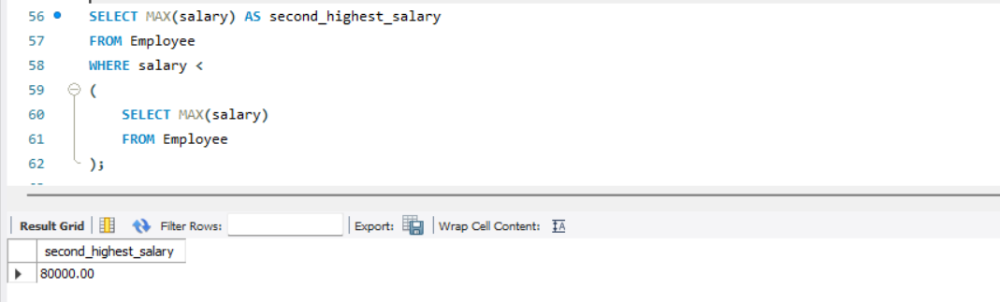 56 SELECT MAX(salary) AS second_highest_salary
57 FROM Employee
58 WHERE salary <
59 (
60 SELECT MAX(salary)
61 FROM Employee
62 );
Result Grid Filter Rows: Export: Wrap Cell Content:
second_highest_salary
80000.00